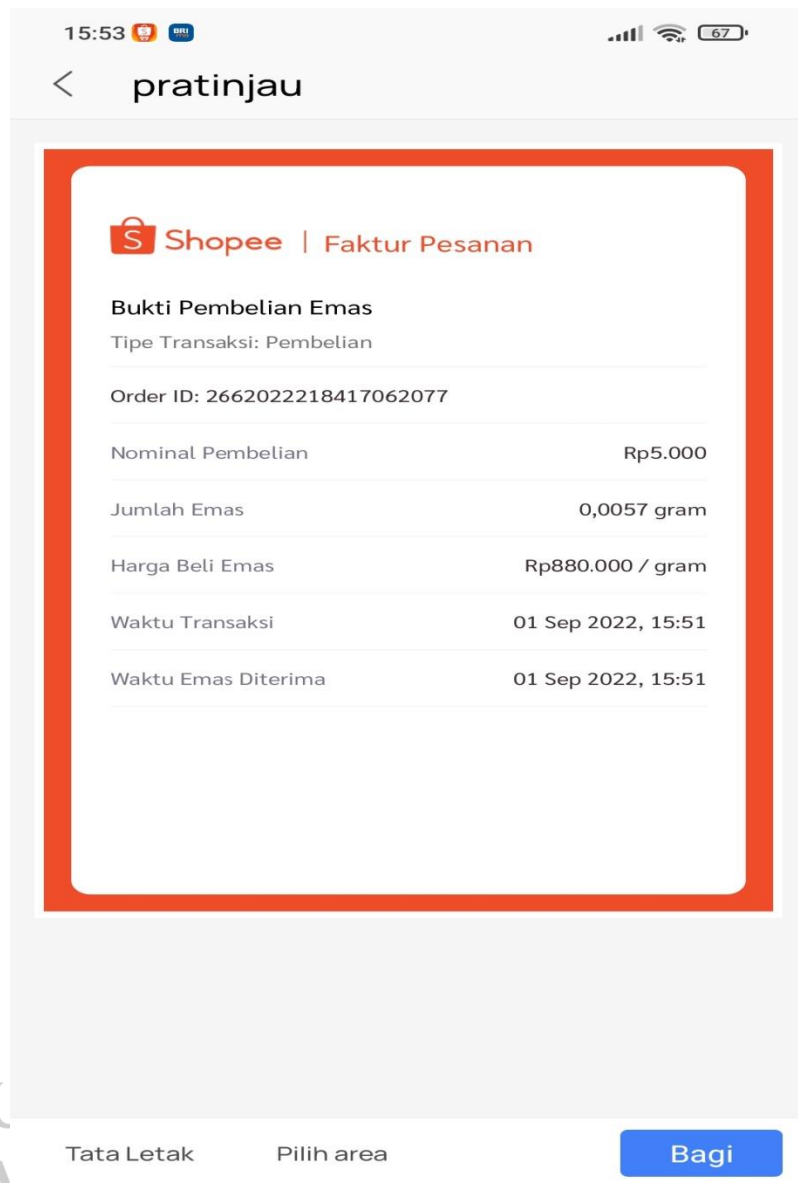 15:53
67
pratinjau
Shopee | Faktur Pesanan
Bukti Pembelian Emas
Tipe Transaksi: Pembelian
Order ID: 2662022218417062077
Nominal Pembelian Rp5.000
Jumlah Emas 0,0057 gram
Harga Beli Emas Rp880.000 / gram
Waktu Transaksi 01 Sep 2022, 15:51
Waktu Emas Diterima 01 Sep 2022, 15:51
Tata Letak Pilih area Bagi